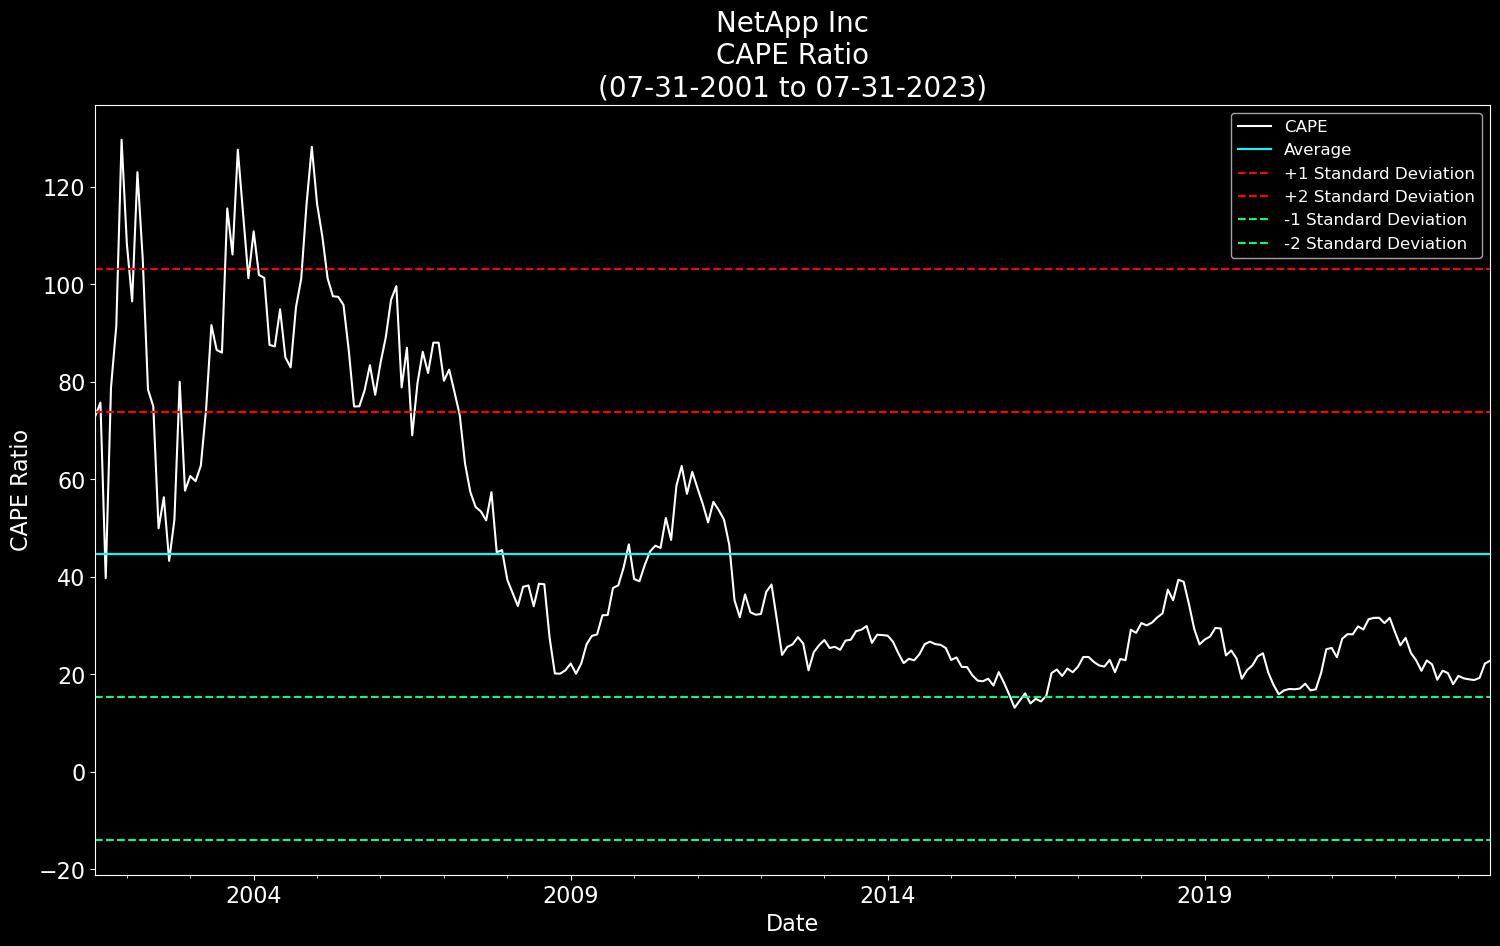 NetApp Inc
CAPE Ratio
(07-31-2001 to 07-31-2023)
CAPE
Average
+1 Standard Deviation
+2 Standard Deviation
-1 Standard Deviation
-2 Standard Deviation
CAPE Ratio
120
100
80
60
40
20
0
−20
2004
2009
2014
2019
Date